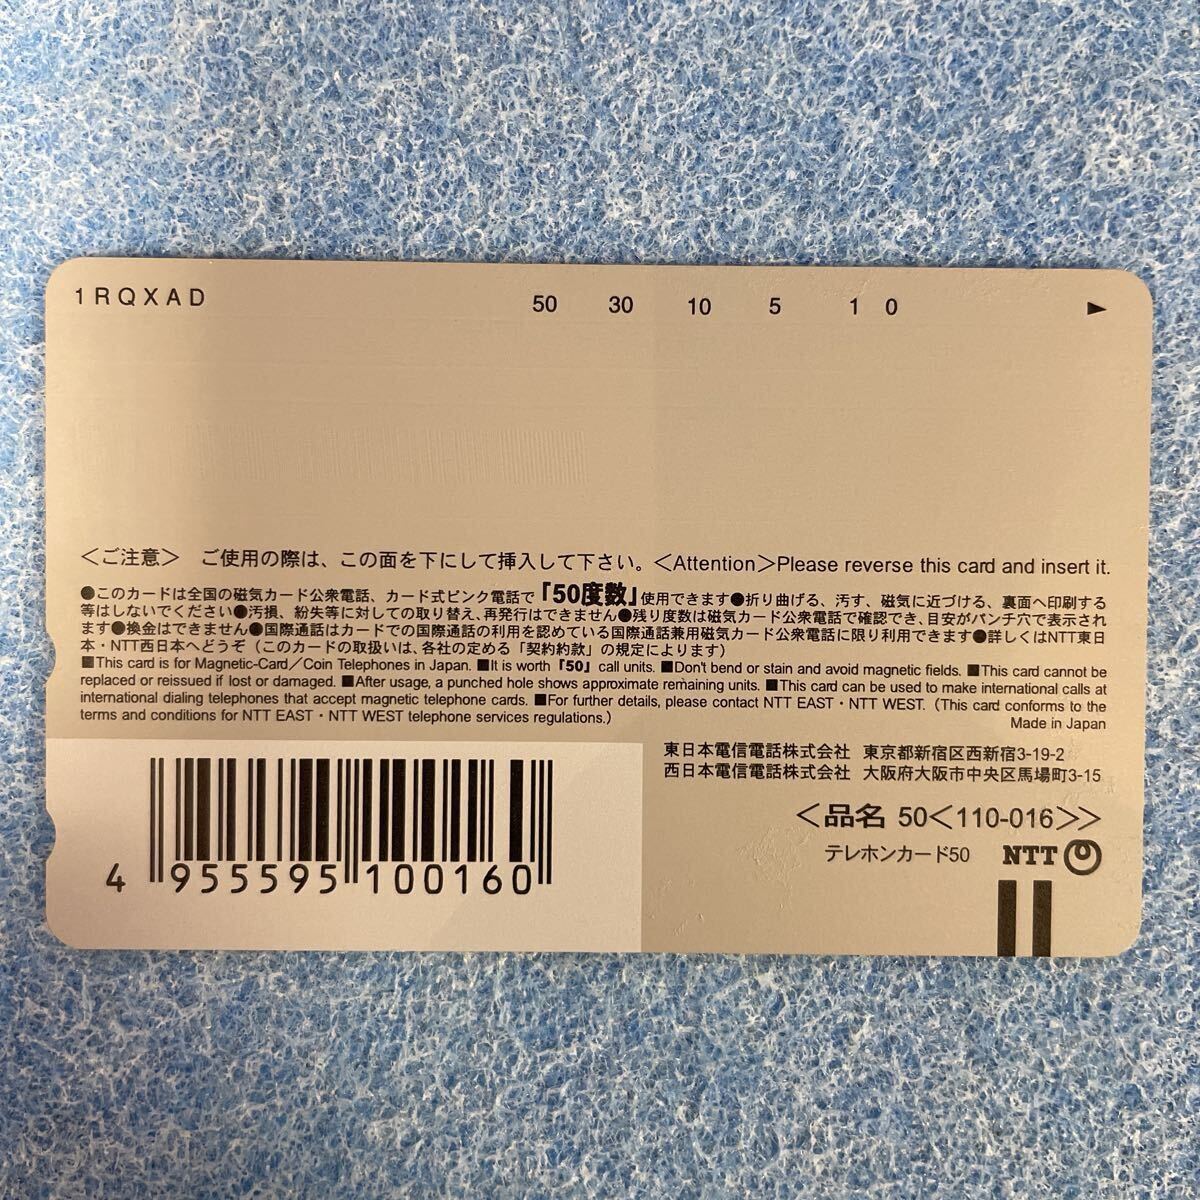 1RQXAD 50 30 10 5 1 0 ▶
＜ご注意＞ ご使用の際は、この面を下にして挿入して下さい。＜Attention＞Please reverse this card and insert it.
●このカードは全国の磁気カード公衆電話、カード式ピンク電話で「50度数」使用できます●折り曲げる、汚す、磁気に近づける、裏面へ印刷する
等はしないでください●汚損、紛失等に対しての取り替え、再発行はできません●残り度数は磁気カード公衆電話で確認でき、目安がパンチ穴で表示され
ます●換金はできません●国際通話はカードでの国際通話の利用を認めている国際通話兼用磁気カード公衆電話に限り利用できます●詳しくはNTT東日
本・NTT西日本へどうぞ（このカードの取扱いは、各社の定める「契約約款」の規定によります）
■This card is for Magnetic-Card／Coin Telephones in Japan. ■It is worth「50」call units. ■Don't bend or stain and avoid magnetic fields. ■This card cannot be
replaced or reissued if lost or damaged. ■After usage, a punched hole shows approximate remaining units. ■This card can be used to make international calls at
international dialing telephones that accept magnetic telephone cards. ■For further details, please contact NTT EAST・NTT WEST.（This card conforms to the
terms and conditions for NTT EAST・NTT WEST telephone services regulations.）
Made in Japan
東日本電信電話株式会社 東京都新宿区西新宿3-19-2
西日本電信電話株式会社 大阪府大阪市中央区馬場町3-15
＜品名 50＜110-016＞＞
テレホンカード50 NTT
4 955595 100160